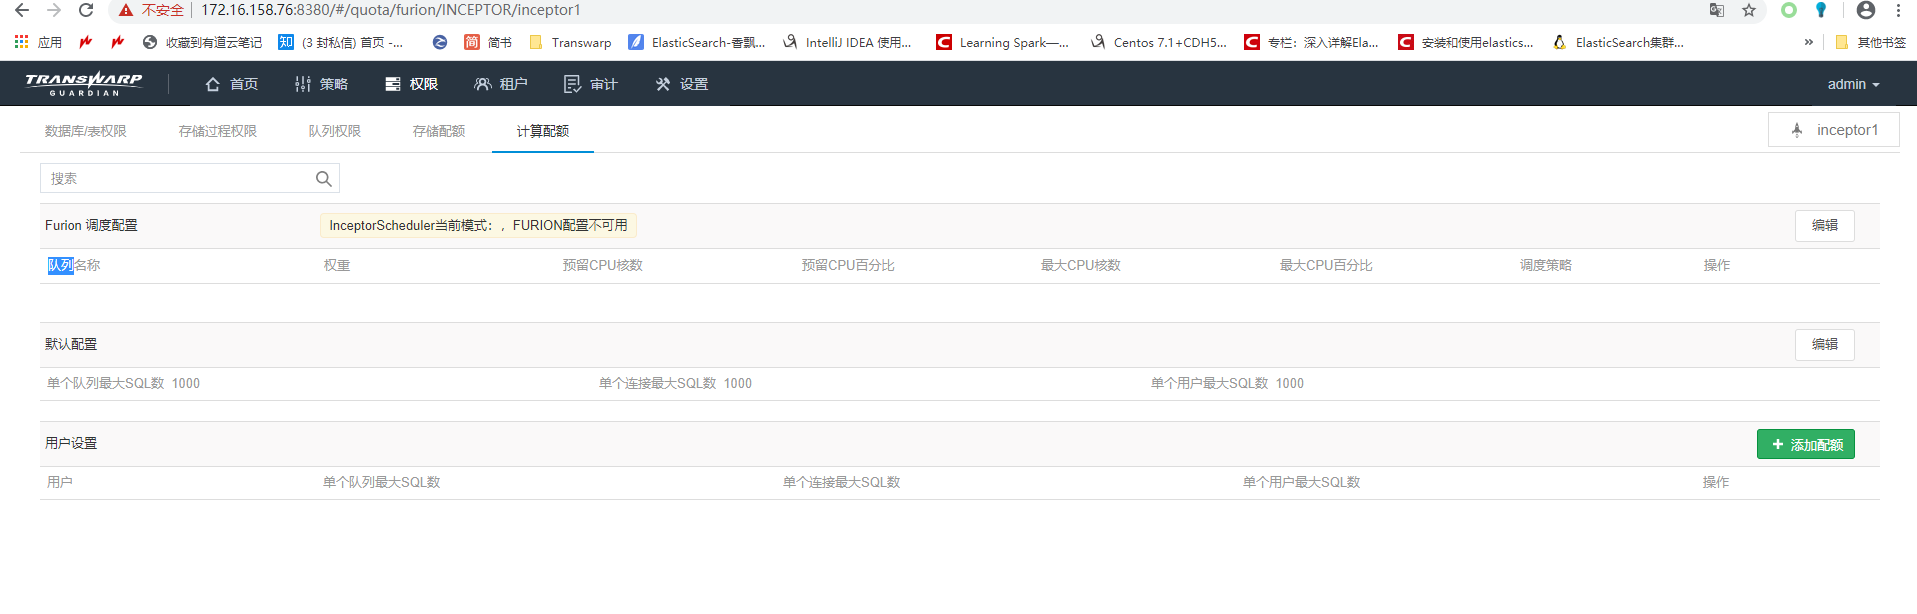 不安全 172.16.158.76:8380/#/quota/furion/INCEPTOR/inceptor1
应用 收藏到有道云笔记 知 (3 封私信) 首页 -... 简 简书 Transwarp ElasticSearch-香飘... IntelliJ IDEA 使用... Learning Spark—... Centos 7.1+CDH5... 专栏：深入详解Ela... 安装和使用elastics... ElasticSearch集群... » 其他书签
TRANSWARP
GUARDIAN
首页 策略 权限 租户 审计 设置 admin
数据库/表权限 存储过程权限 队列权限 存储配额 计算配额 inceptor1
搜索
Furion 调度配置 InceptorScheduler当前模式：，FURION配置不可用 编辑
队列名称 权重 预留CPU核数 预留CPU百分比 最大CPU核数 最大CPU百分比 调度策略 操作
默认配置 编辑
单个队列最大SQL数 1000 单个连接最大SQL数 1000 单个用户最大SQL数 1000
用户设置 + 添加配额
用户 单个队列最大SQL数 单个连接最大SQL数 单个用户最大SQL数 操作